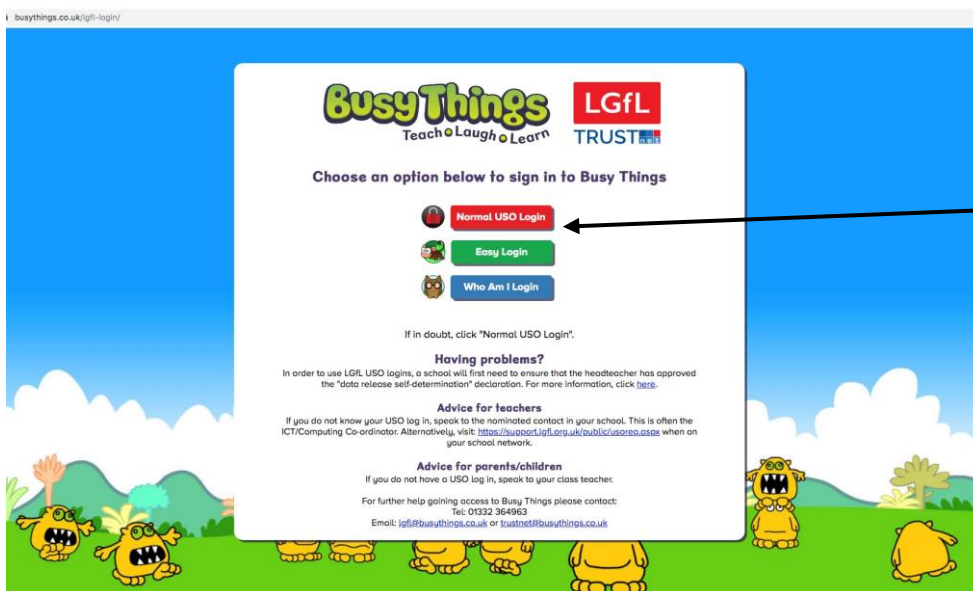 busythings.co.uk/lgfl-login/
Busy Things
Teach Laugh Learn
LGfL
TRUSTnet
Choose an option below to sign in to Busy Things
Normal USO Login
Easy Login
Who Am I Login
If in doubt, click "Normal USO Login".
Having problems?
In order to use LGfL USO logins, a school will first need to ensure that the headteacher has approved
the "data release self-determination" declaration. For more information, click here.
Advice for teachers
If you do not know your USO log in, speak to the nominated contact in your school. This is often the
ICT/Computing Co-ordinator. Alternatively, visit: https://support.lgfl.org.uk/public/usoreq.aspx when on
your school network.
Advice for parents/children
If you do not have a USO log in, speak to your class teacher.
For further help gaining access to Busy Things please contact:
Tel: 01332 364963
Email: lgfl@busythings.co.uk or trustnet@busythings.co.uk